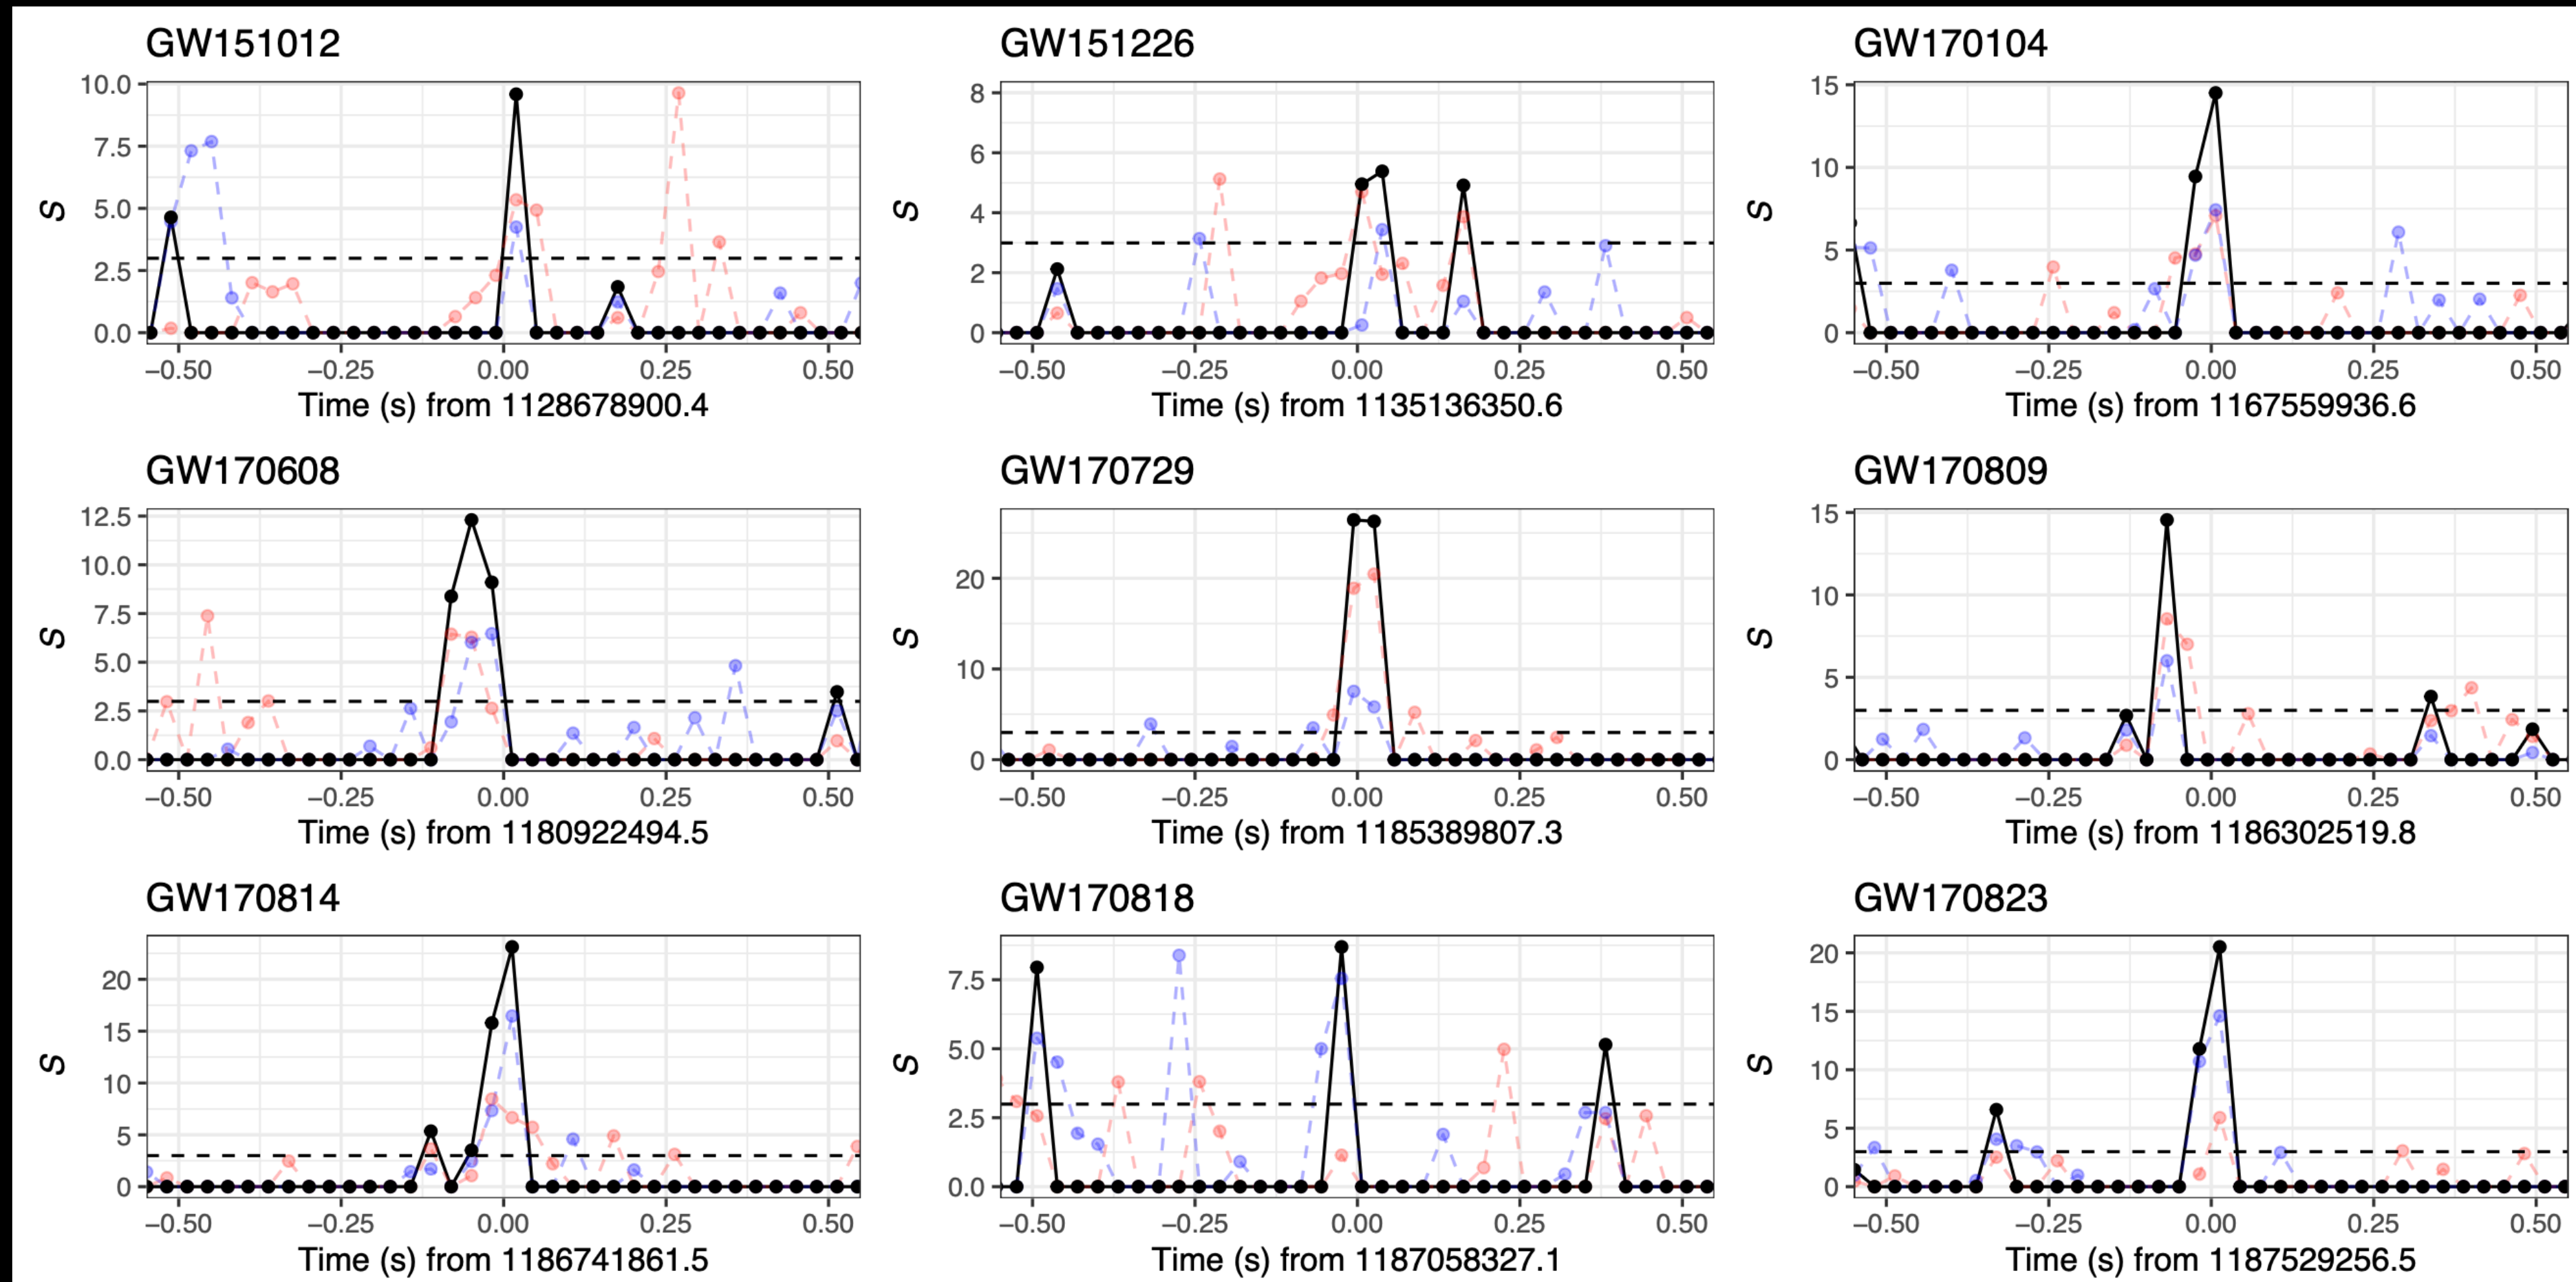 GW151012 GW151226 GW170104
10.0 7.5 5.0 2.5 0.0 8 6 4 2 0 15 10 5 0
S S S
−0.50 −0.25 0.00 0.25 0.50 −0.50 −0.25 0.00 0.25 0.50 −0.50 −0.25 0.00 0.25 0.50
Time (s) from 1128678900.4 Time (s) from 1135136350.6 Time (s) from 1167559936.6
GW170608 GW170729 GW170809
12.5 10.0 7.5 5.0 2.5 0.0 20 10 0 15 10 5 0
S S S
−0.50 −0.25 0.00 0.25 0.50 −0.50 −0.25 0.00 0.25 0.50 −0.50 −0.25 0.00 0.25 0.50
Time (s) from 1180922494.5 Time (s) from 1185389807.3 Time (s) from 1186302519.8
GW170814 GW170818 GW170823
20 15 10 5 0 7.5 5.0 2.5 0.0 20 15 10 5 0
S S S
−0.50 −0.25 0.00 0.25 0.50 −0.50 −0.25 0.00 0.25 0.50 −0.50 −0.25 0.00 0.25 0.50
Time (s) from 1186741861.5 Time (s) from 1187058327.1 Time (s) from 1187529256.5